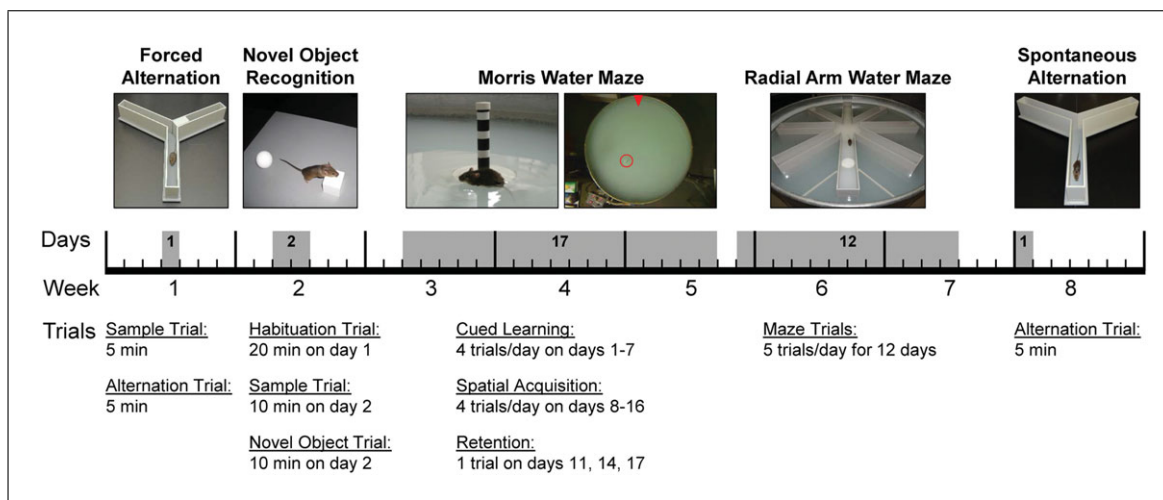 Forced
Alternation
Novel Object
Recognition
Morris Water Maze
Radial Arm Water Maze
Spontaneous
Alternation
Days 1 2 17 12 1
Week 1 2 3 4 5 6 7 8
Trials
Sample Trial:
5 min
Alternation Trial:
5 min
Habituation Trial:
20 min on day 1
Sample Trial:
10 min on day 2
Novel Object Trial:
10 min on day 2
Cued Learning:
4 trials/day on days 1-7
Spatial Acquisition:
4 trials/day on days 8-16
Retention:
1 trial on days 11, 14, 17
Maze Trials:
5 trials/day for 12 days
Alternation Trial:
5 min